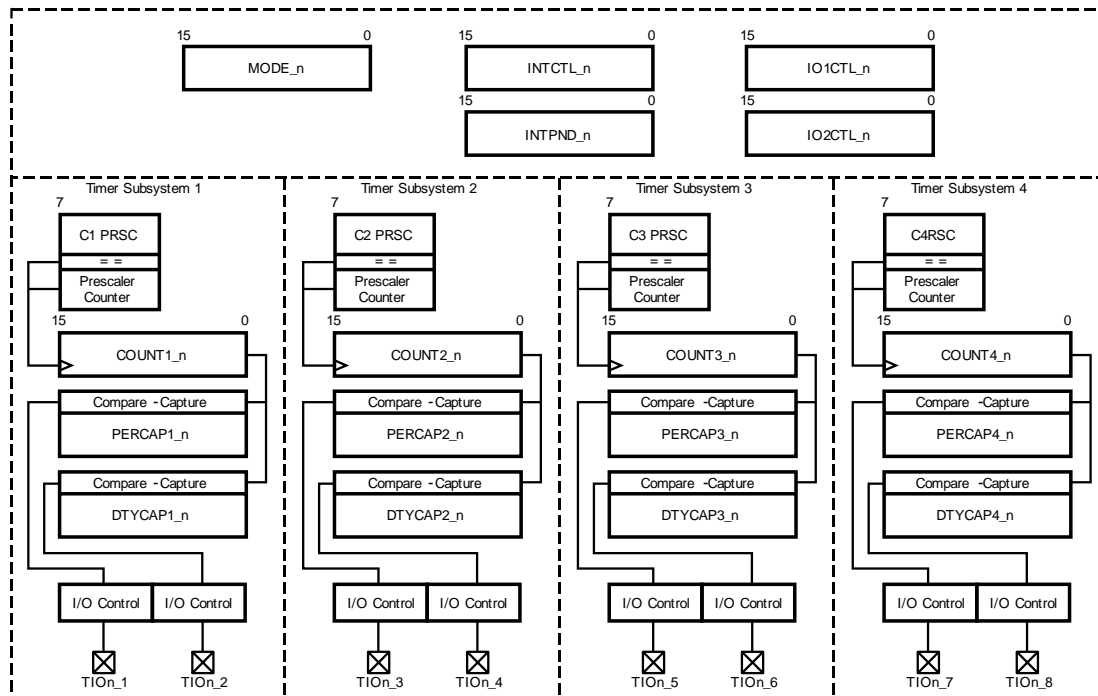 15 0 15 0 15 0
MODE_n INTCTL_n IO1CTL_n
15 0 15 0
INTPND_n IO2CTL_n
Timer Subsystem 1
7
C1 PRSC
= =
Prescaler
Counter
15 0
COUNT1_n
Compare -Capture
PERCAP1_n
Compare -Capture
DTYCAP1_n
I/O Control I/O Control
TIOn_1 TIOn_2
Timer Subsystem 2
7
C2 PRSC
= =
Prescaler
Counter
15 0
COUNT2_n
Compare -Capture
PERCAP2_n
Compare -Capture
DTYCAP2_n
I/O Control I/O Control
TIOn_3 TIOn_4
Timer Subsystem 3
7
C3 PRSC
= =
Prescaler
Counter
15 0
COUNT3_n
Compare -Capture
PERCAP3_n
Compare -Capture
DTYCAP3_n
I/O Control I/O Control
TIOn_5 TIOn_6
Timer Subsystem 4
7
C4RSC
= =
Prescaler
Counter
15 0
COUNT4_n
Compare -Capture
PERCAP4_n
Compare -Capture
DTYCAP4_n
I/O Control I/O Control
TIOn_7 TIOn_8